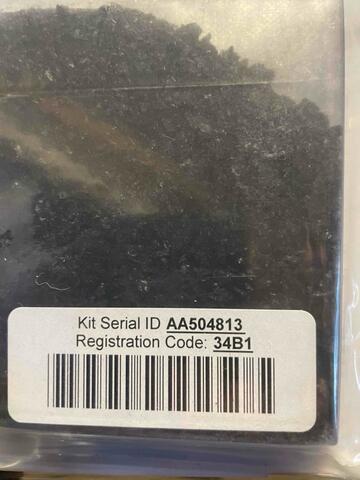 Kit Serial ID AA504813
Registration Code: 34B1